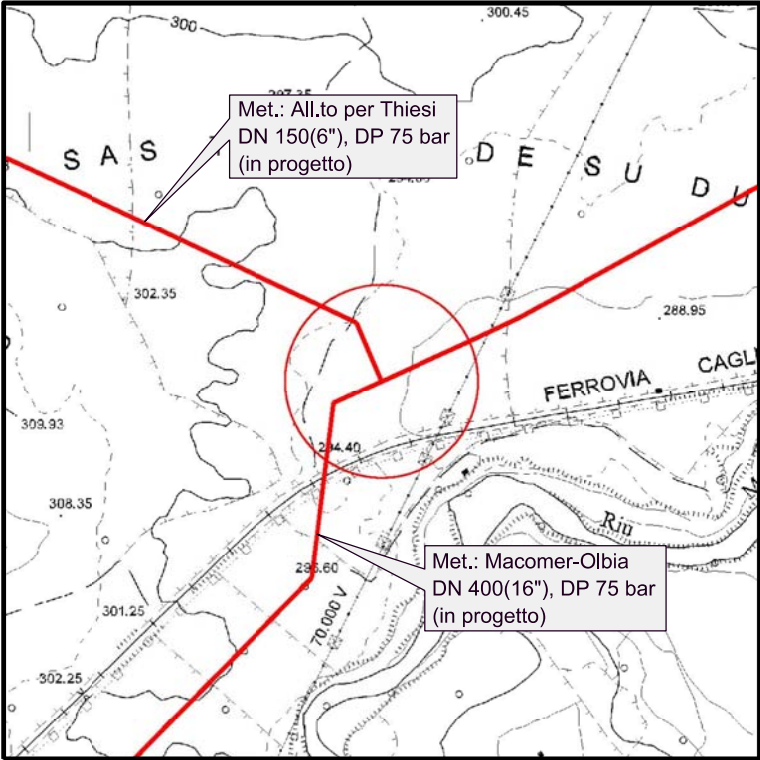 300.45
300
Met.: All.to per Thiesi
DN 150(6"), DP 75 bar
(in progetto)
SAS
DE SU DU
302.35
288.95
FERROVIA CAGLI
309.93
294.40
308.35
Riu
Met.: Macomer-Olbia
DN 400(16"), DP 75 bar
(in progetto)
301.25
70.000 V
302.25